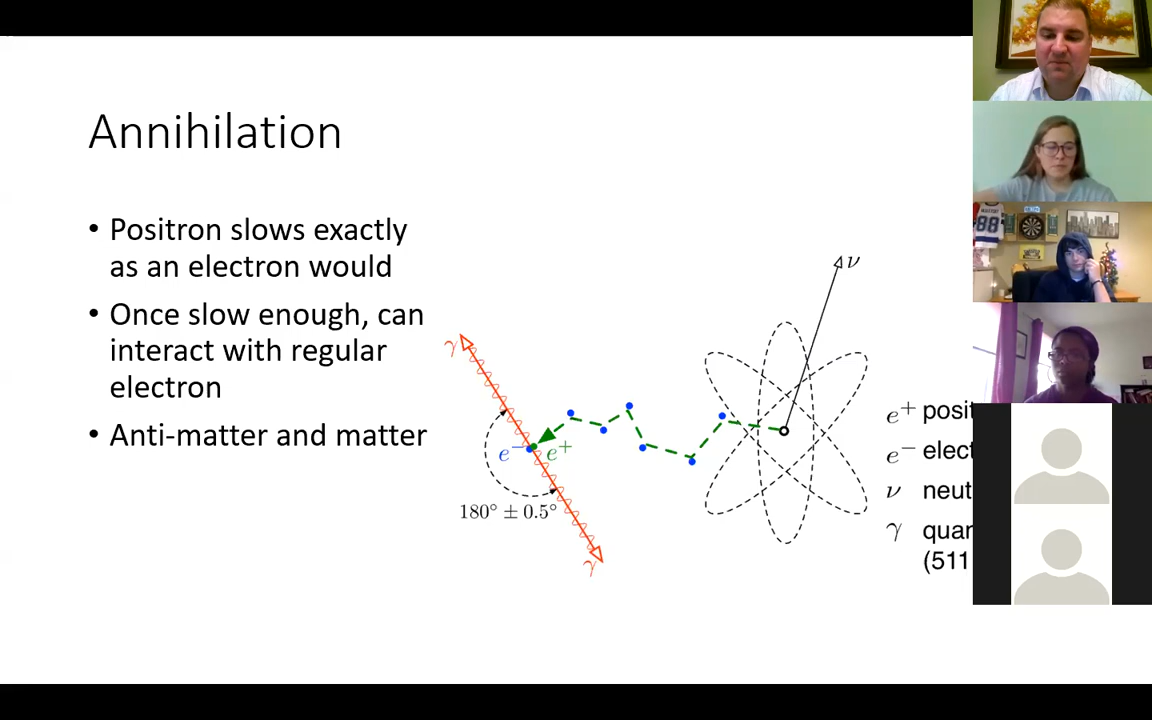 Annihilation
• Positron slows exactly
as an electron would
• Once slow enough, can
interact with regular
electron
• Anti-matter and matter
ν
γ
e⁻
e⁺
180° ± 0.5°
γ
e⁺ posit
e⁻ elect
ν neut
γ quan
(511
88